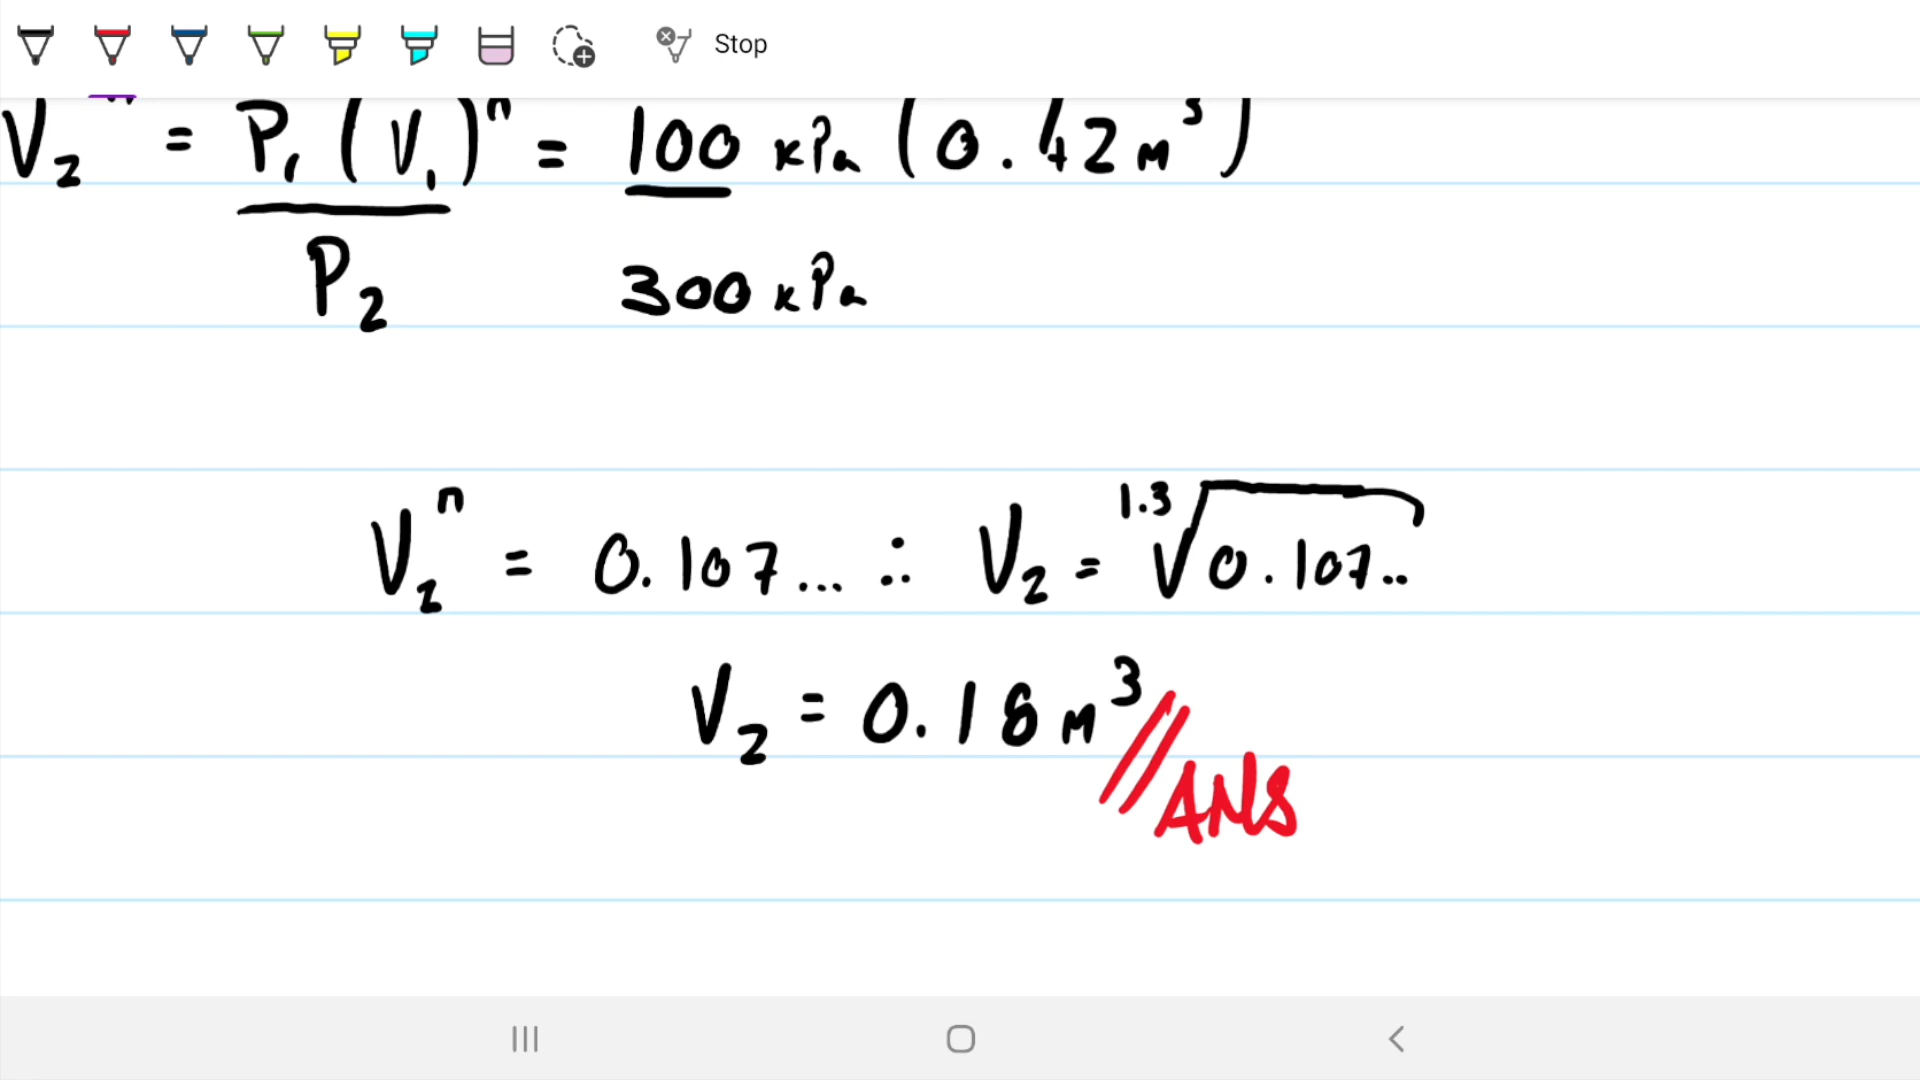 Stop
V₂ⁿ = P₁(V₁)ⁿ = 100 kPa (0.42 m³)
P₂ 300 kPa
V₂ⁿ = 0.107... ∴ V₂ = ¹·³√0.107..
V₂ = 0.18 m³ // ANS